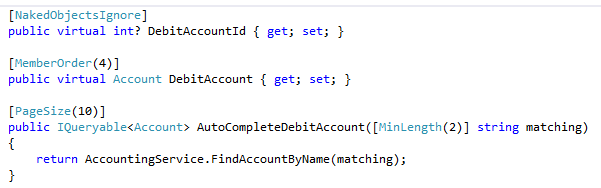 [NakedObjectsIgnore]
public virtual int? DebitAccountId { get; set; }
[MemberOrder(4)]
public virtual Account DebitAccount { get; set; }
[PageSize(10)]
public IQueryable<Account> AutoCompleteDebitAccount([MinLength(2)] string matching)
{
    return AccountingService.FindAccountByName(matching);
}